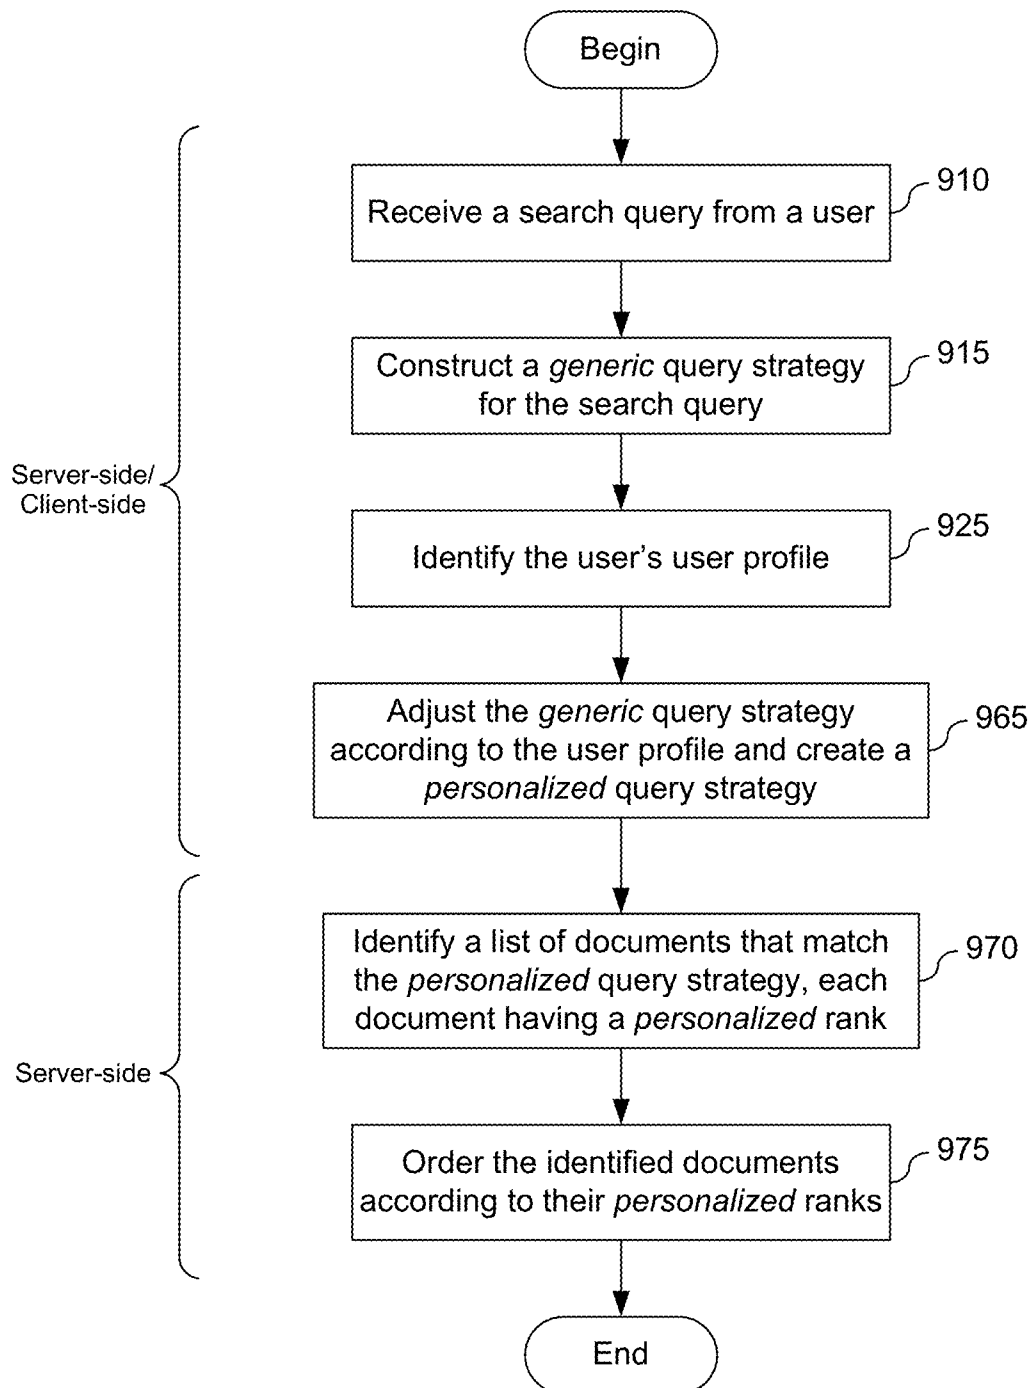 Begin
910
Receive a search query from a user
915
Construct a generic query strategy
for the search query
Server-side/
Client-side
925
Identify the user's user profile
965
Adjust the generic query strategy
according to the user profile and create a
personalized query strategy
970
Identify a list of documents that match
the personalized query strategy, each
document having a personalized rank
Server-side
975
Order the identified documents
according to their personalized ranks
End